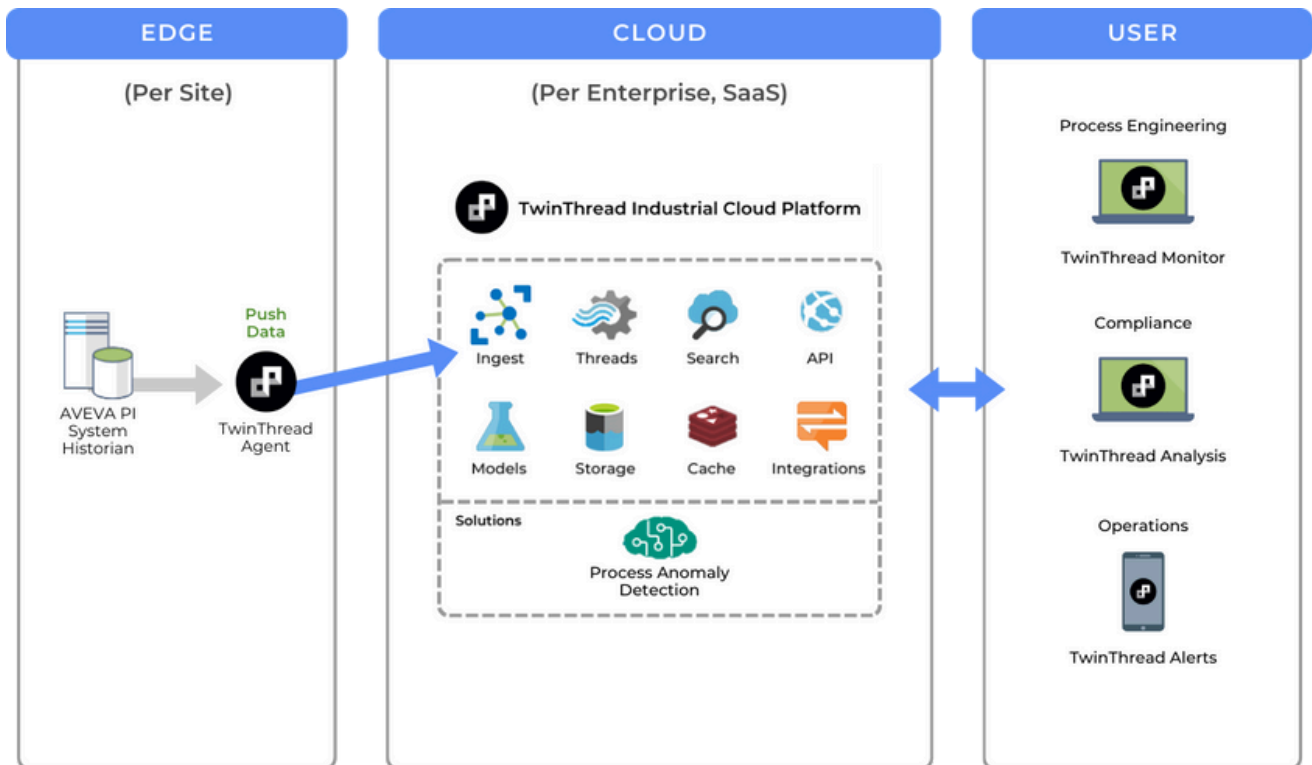 EDGE
(Per Site)
Push
Data
AVEVA PI
System
Historian
TwinThread
Agent
CLOUD
(Per Enterprise, SaaS)
TwinThread Industrial Cloud Platform
Ingest
Threads
Search
API
Models
Storage
Cache
Integrations
Solutions
Process Anomaly
Detection
USER
Process Engineering
TwinThread Monitor
Compliance
TwinThread Analysis
Operations
TwinThread Alerts